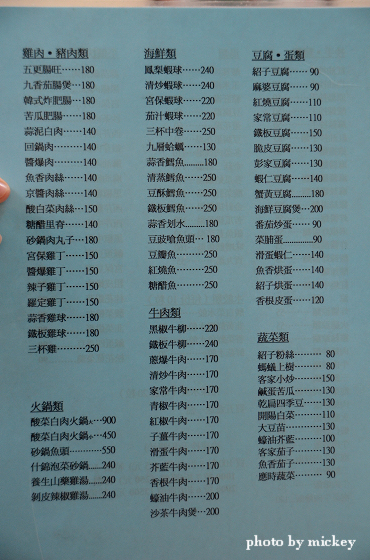 雞肉•豬肉類
五更腸旺……180
九香茄腸煲…180
韓式炸肥腸…180
苦瓜肥腸……180
蒜泥白肉……140
回鍋肉………140
醬爆肉………140
魚香肉絲……140
京醬肉絲……140
酸白菜肉絲…150
糖醋里脊……140
砂鍋肉丸子…180
宮保雞丁……150
醬爆雞丁……150
辣子雞丁……150
羅定雞丁……150
蒜香雞球……180
鐵板雞球……180
三杯雞………250
火鍋類
酸菜白肉火鍋大…900
酸菜白肉火鍋小…450
砂鍋魚頭…………550
什錦泡菜砂鍋……240
養生山藥雞湯……240
剝皮辣椒雞湯……240
海鮮類
鳳梨蝦球……240
清炒蝦球……240
宮保蝦球……220
茄汁蝦球……220
三杯中卷……250
九層蛤蠣……130
蒜香鱈魚………180
清蒸鱈魚……250
豆酥鱈魚……250
鐵板鱈魚……250
蒜香划水………180
豆豉嗆魚頭…180
豆瓣魚………250
紅燒魚………250
糖醋魚………250
牛肉類
黑椒牛柳……220
鐵板牛柳……240
蔥爆牛肉……170
清炒牛肉……170
家常牛肉……170
青椒牛肉……170
紅椒牛肉……170
子薑牛肉……170
滑蛋牛肉……170
芥藍牛肉……170
香根牛肉……170
蠔油牛肉……200
沙茶牛肉煲…200
豆腐•蛋類
紹子豆腐…… 90
麻婆豆腐…… 90
紅燒豆腐……110
家常豆腐……110
鐵板豆腐……150
脆皮豆腐……130
彭家豆腐……130
蝦仁豆腐……140
蟹黃豆腐………180
海鮮豆腐煲…200
番茄炒蛋…… 90
菜脯蛋…………90
滑蛋蝦仁……140
魚香烘蛋……140
紹子烘蛋……140
香根皮蛋……120
蔬菜類
紹子粉絲……… 80
螞蟻上樹……… 80
客家小炒………150
鹹蛋苦瓜………130
乾扁四季豆……130
開陽白菜………110
大豆苗…………130
蠔油芥藍………100
客家茄子………130
魚香茄子………130
應時蔬菜……… 90
photo by mickey